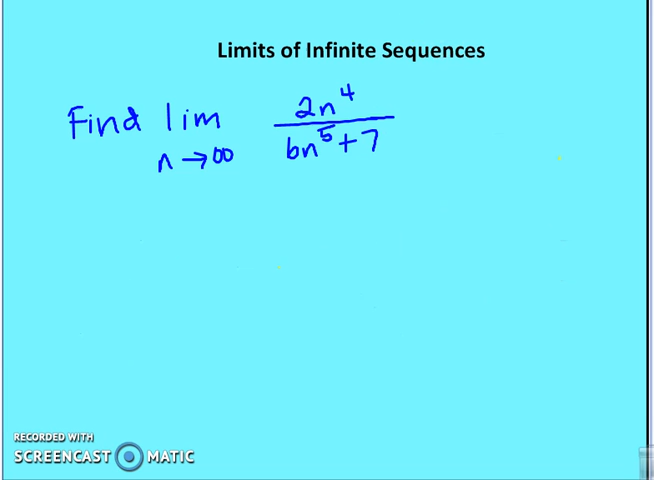 Limits of Infinite Sequences
Find lim n→∞ 2n⁴/(6n⁵+7)
RECORDED WITH
SCREENCAST MATIC